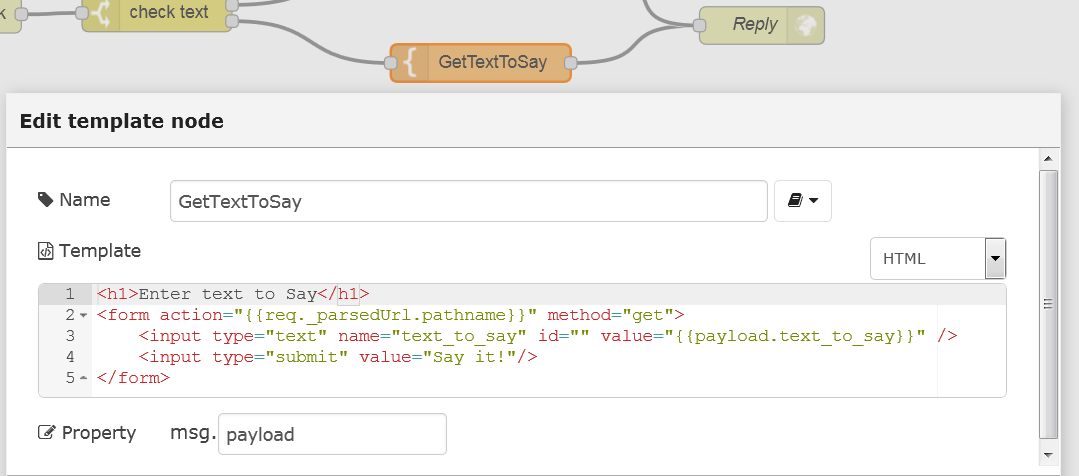 k
check text
Reply
GetTextToSay
Edit template node
Name GetTextToSay
Template
HTML
1 <h1>Enter text to Say</h1>
2 <form action="{{req._parsedUrl.pathname}}" method="get">
3 <input type="text" name="text_to_say" id="" value="{{payload.text_to_say}}" />
4 <input type="submit" value="Say it!"/>
5 </form>
Property msg. payload